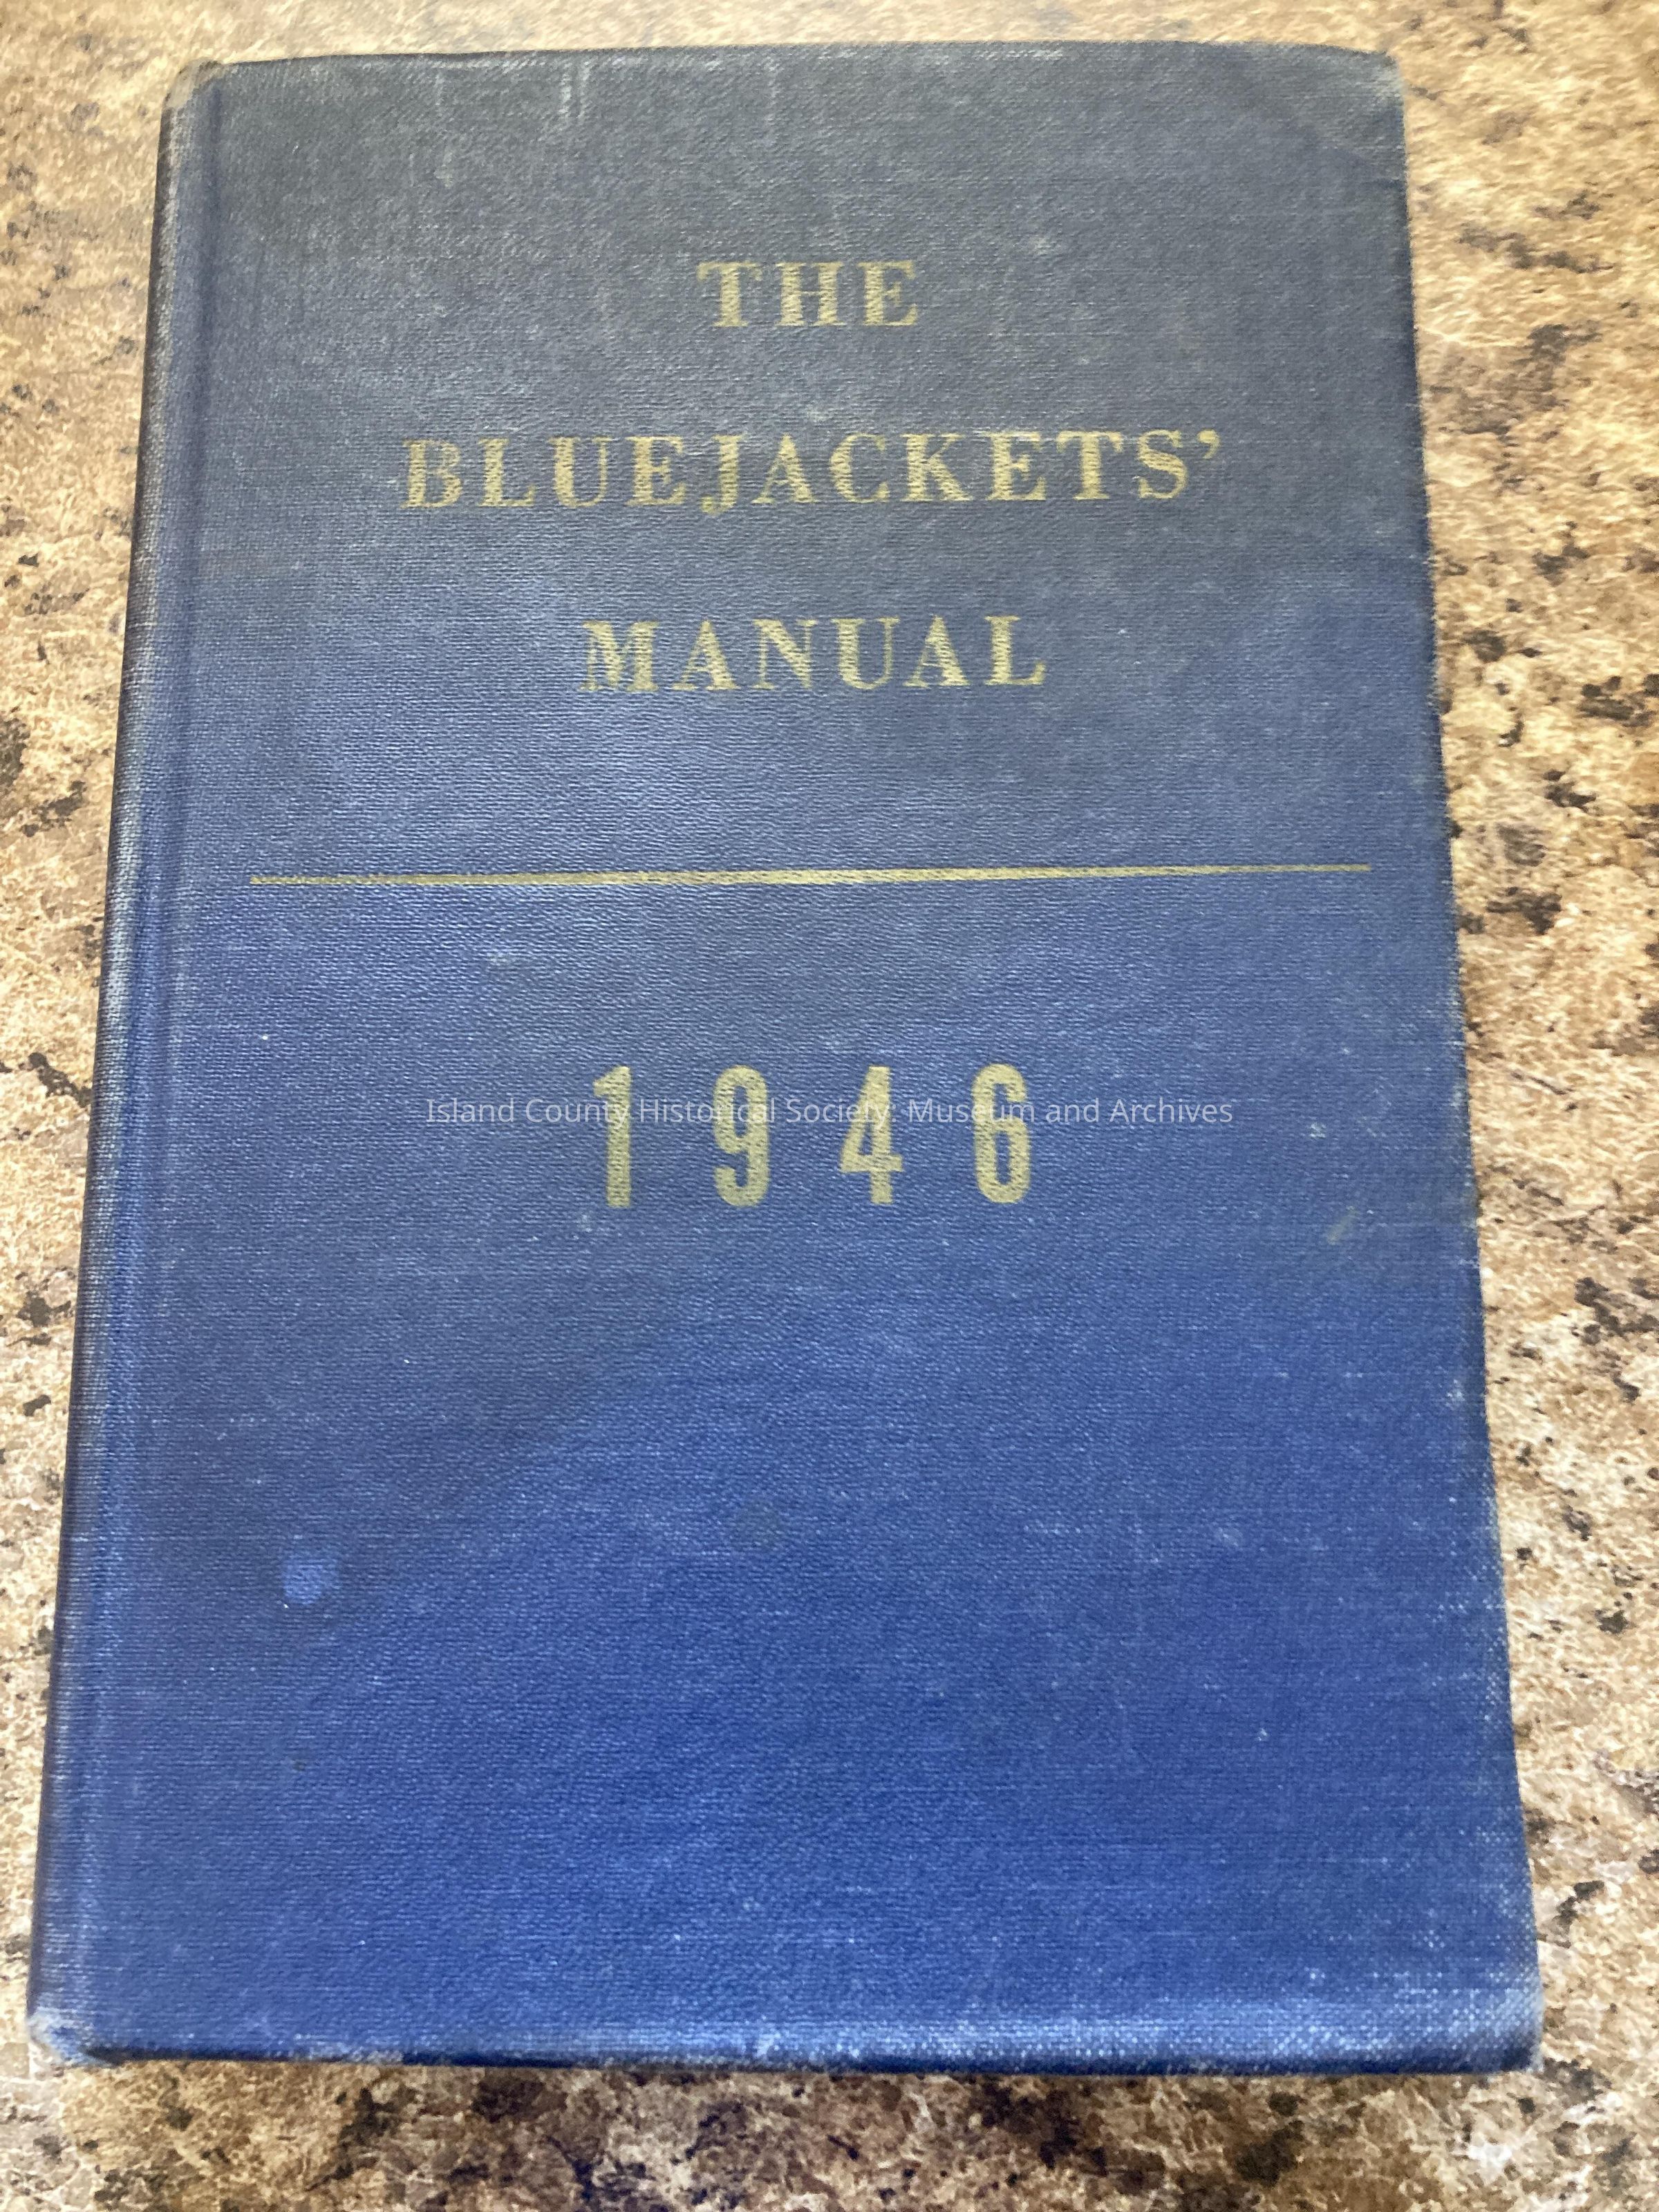 THE
BLUEJACKETS'
MANUAL
1946
Island County Historical Society: Museum and Archives